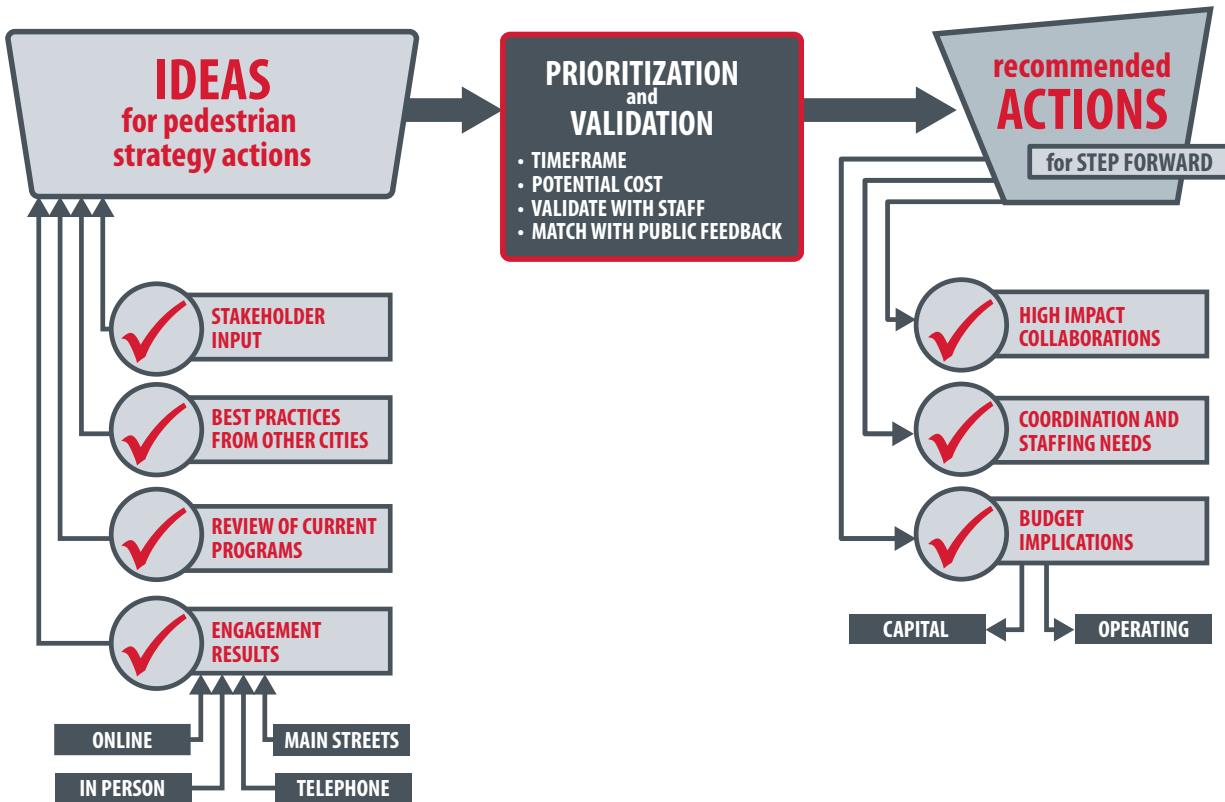 IDEAS
for pedestrian
strategy actions
PRIORITIZATION
and
VALIDATION
• TIMEFRAME
• POTENTIAL COST
• VALIDATE WITH STAFF
• MATCH WITH PUBLIC FEEDBACK
recommended
ACTIONS
for STEP FORWARD
STAKEHOLDER
INPUT
BEST PRACTICES
FROM OTHER CITIES
REVIEW OF CURRENT
PROGRAMS
ENGAGEMENT
RESULTS
ONLINE
MAIN STREETS
IN PERSON
TELEPHONE
HIGH IMPACT
COLLABORATIONS
COORDINATION AND
STAFFING NEEDS
BUDGET
IMPLICATIONS
CAPITAL
OPERATING